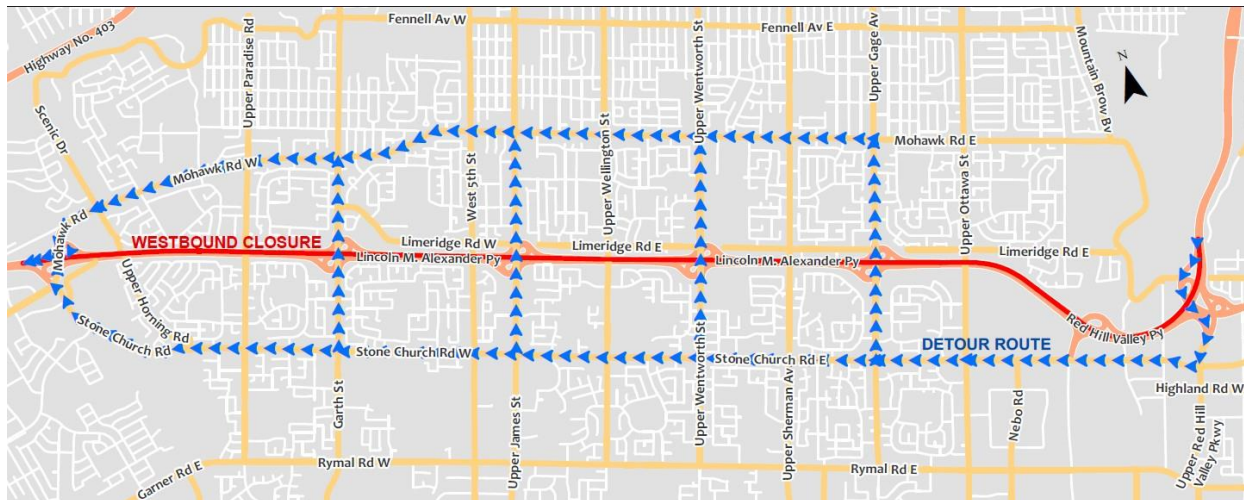 Highway No. 403
Fennell Av W
Fennell Av E
Upper Paradise Rd
Upper Wentworth St
Upper Gage Av
Mountain Brow Bv
N
Scenic Dr
Mohawk Rd W
Mohawk Rd E
West 5th St
Upper Wellington St
Upper Ottawa St
Mohawk Rd
WESTBOUND CLOSURE
Limeridge Rd W
Limeridge Rd E
Limeridge Rd E
Lincoln M. Alexander Py
Lincoln M. Alexander Py
Upper Horning Rd
Stone Church Rd
Stone Church Rd W
Stone Church Rd E
DETOUR ROUTE
Red Hill Valley Py
Highland Rd W
Garth St
Upper James St
Upper Wentworth St
Upper Sherman Av
Nebo Rd
Upper Red Hill
Valley Pkwy
Garner Rd E
Rymal Rd W
Rymal Rd E